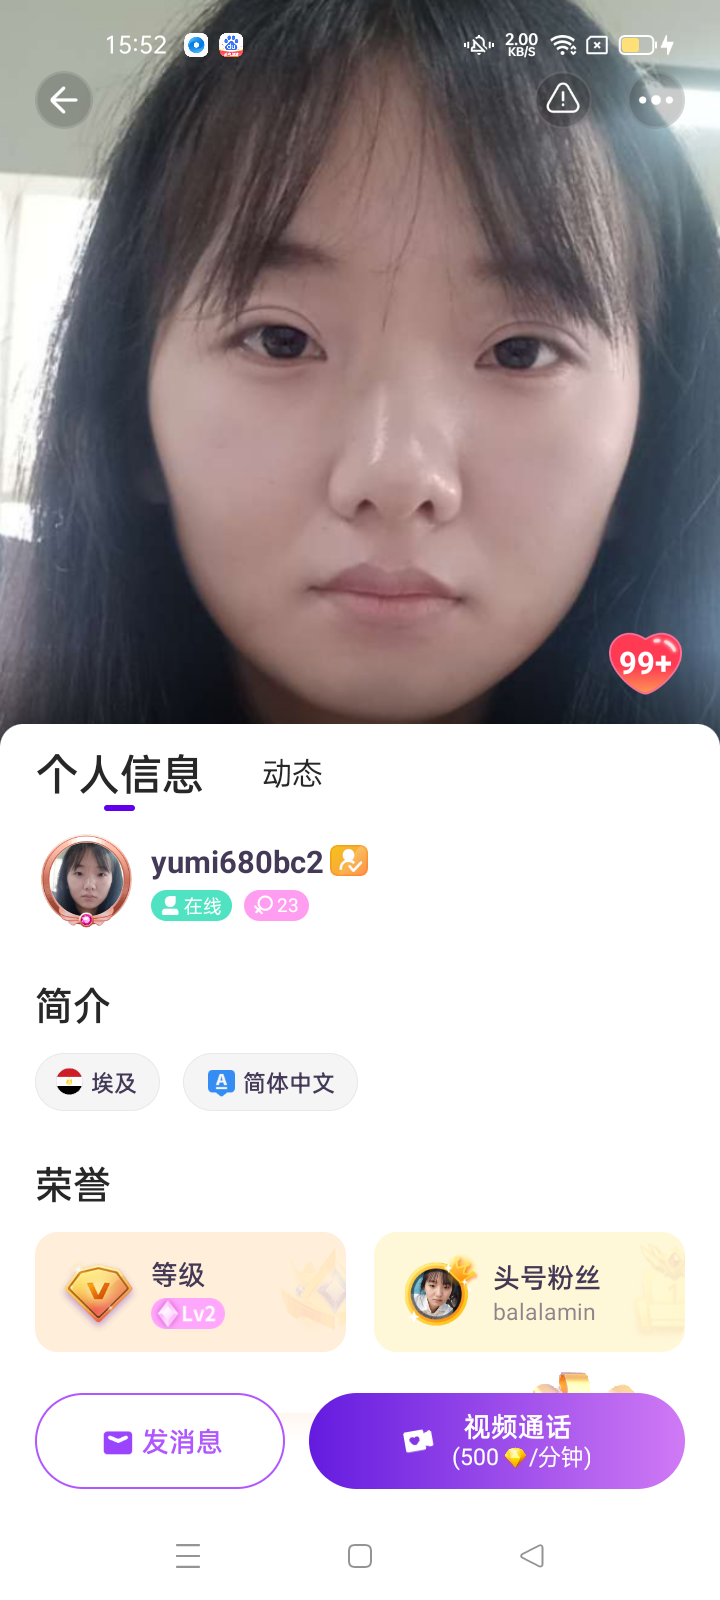 15:52
2.00
KB/S
99+
个人信息
动态
yumi680bc2
在线
23
简介
埃及
简体中文
荣誉
等级
Lv2
头号粉丝
balalamin
发消息
视频通话
(500 /分钟)